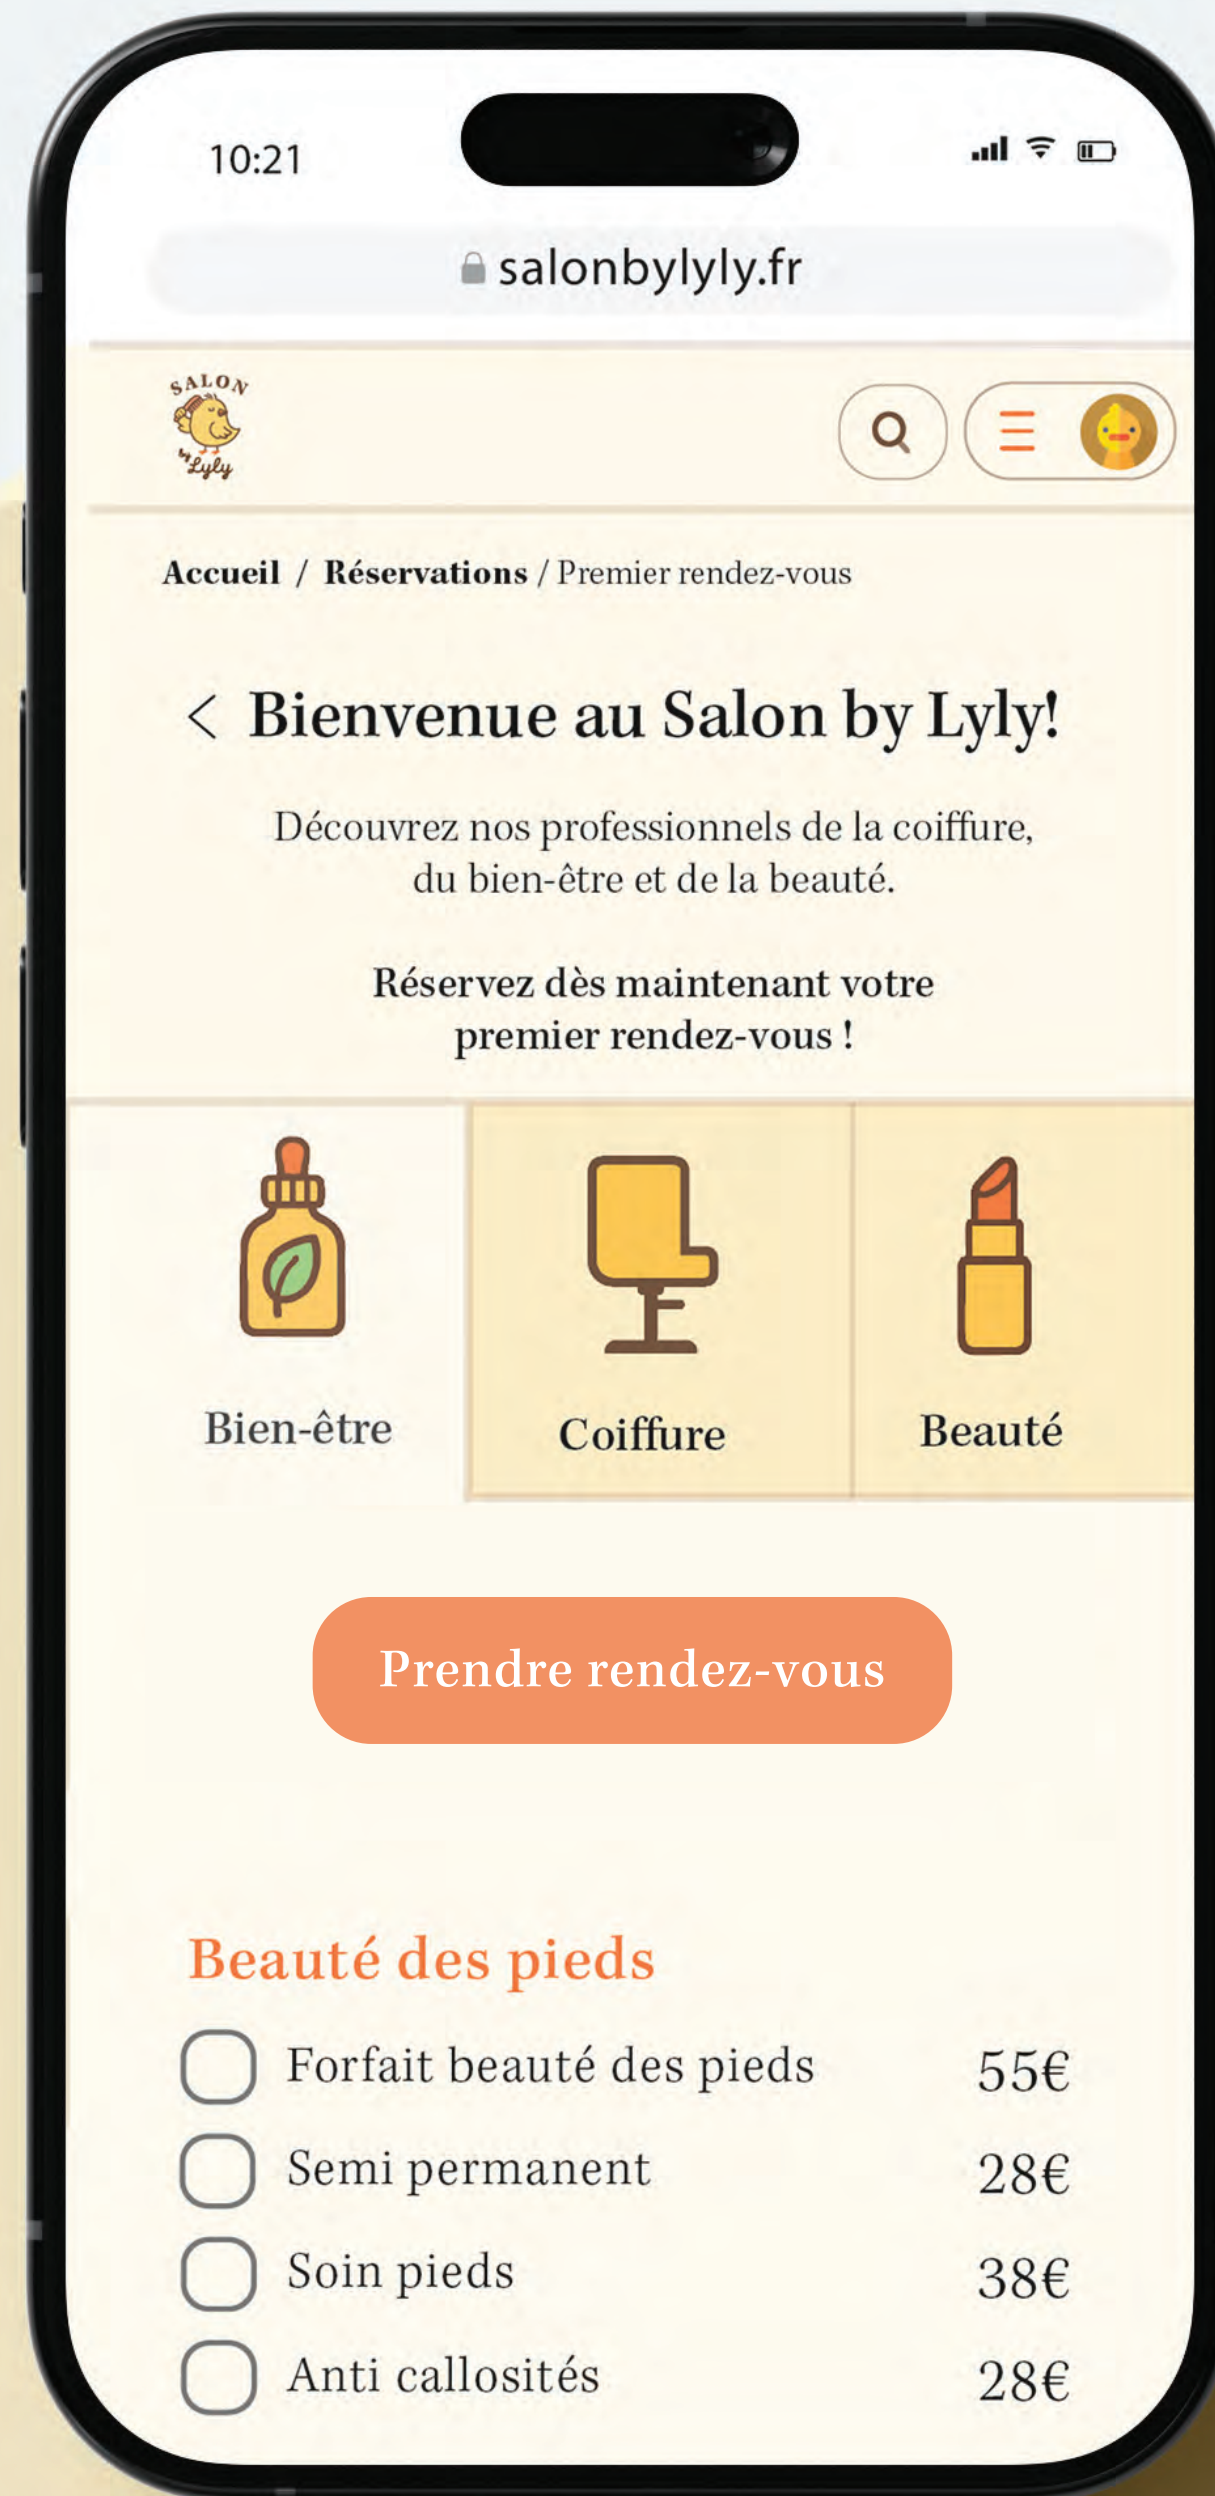 10:21
salonbylyly.fr
SALON
by Lyly
Accueil / Réservations / Premier rendez-vous
< Bienvenue au Salon by Lyly!
Découvrez nos professionnels de la coiffure,
du bien-être et de la beauté.
Réservez dès maintenant votre
premier rendez-vous !
Bien-être
Coiffure
Beauté
Prendre rendez-vous
Beauté des pieds
Forfait beauté des pieds 55€
Semi permanent 28€
Soin pieds 38€
Anti callosités 28€